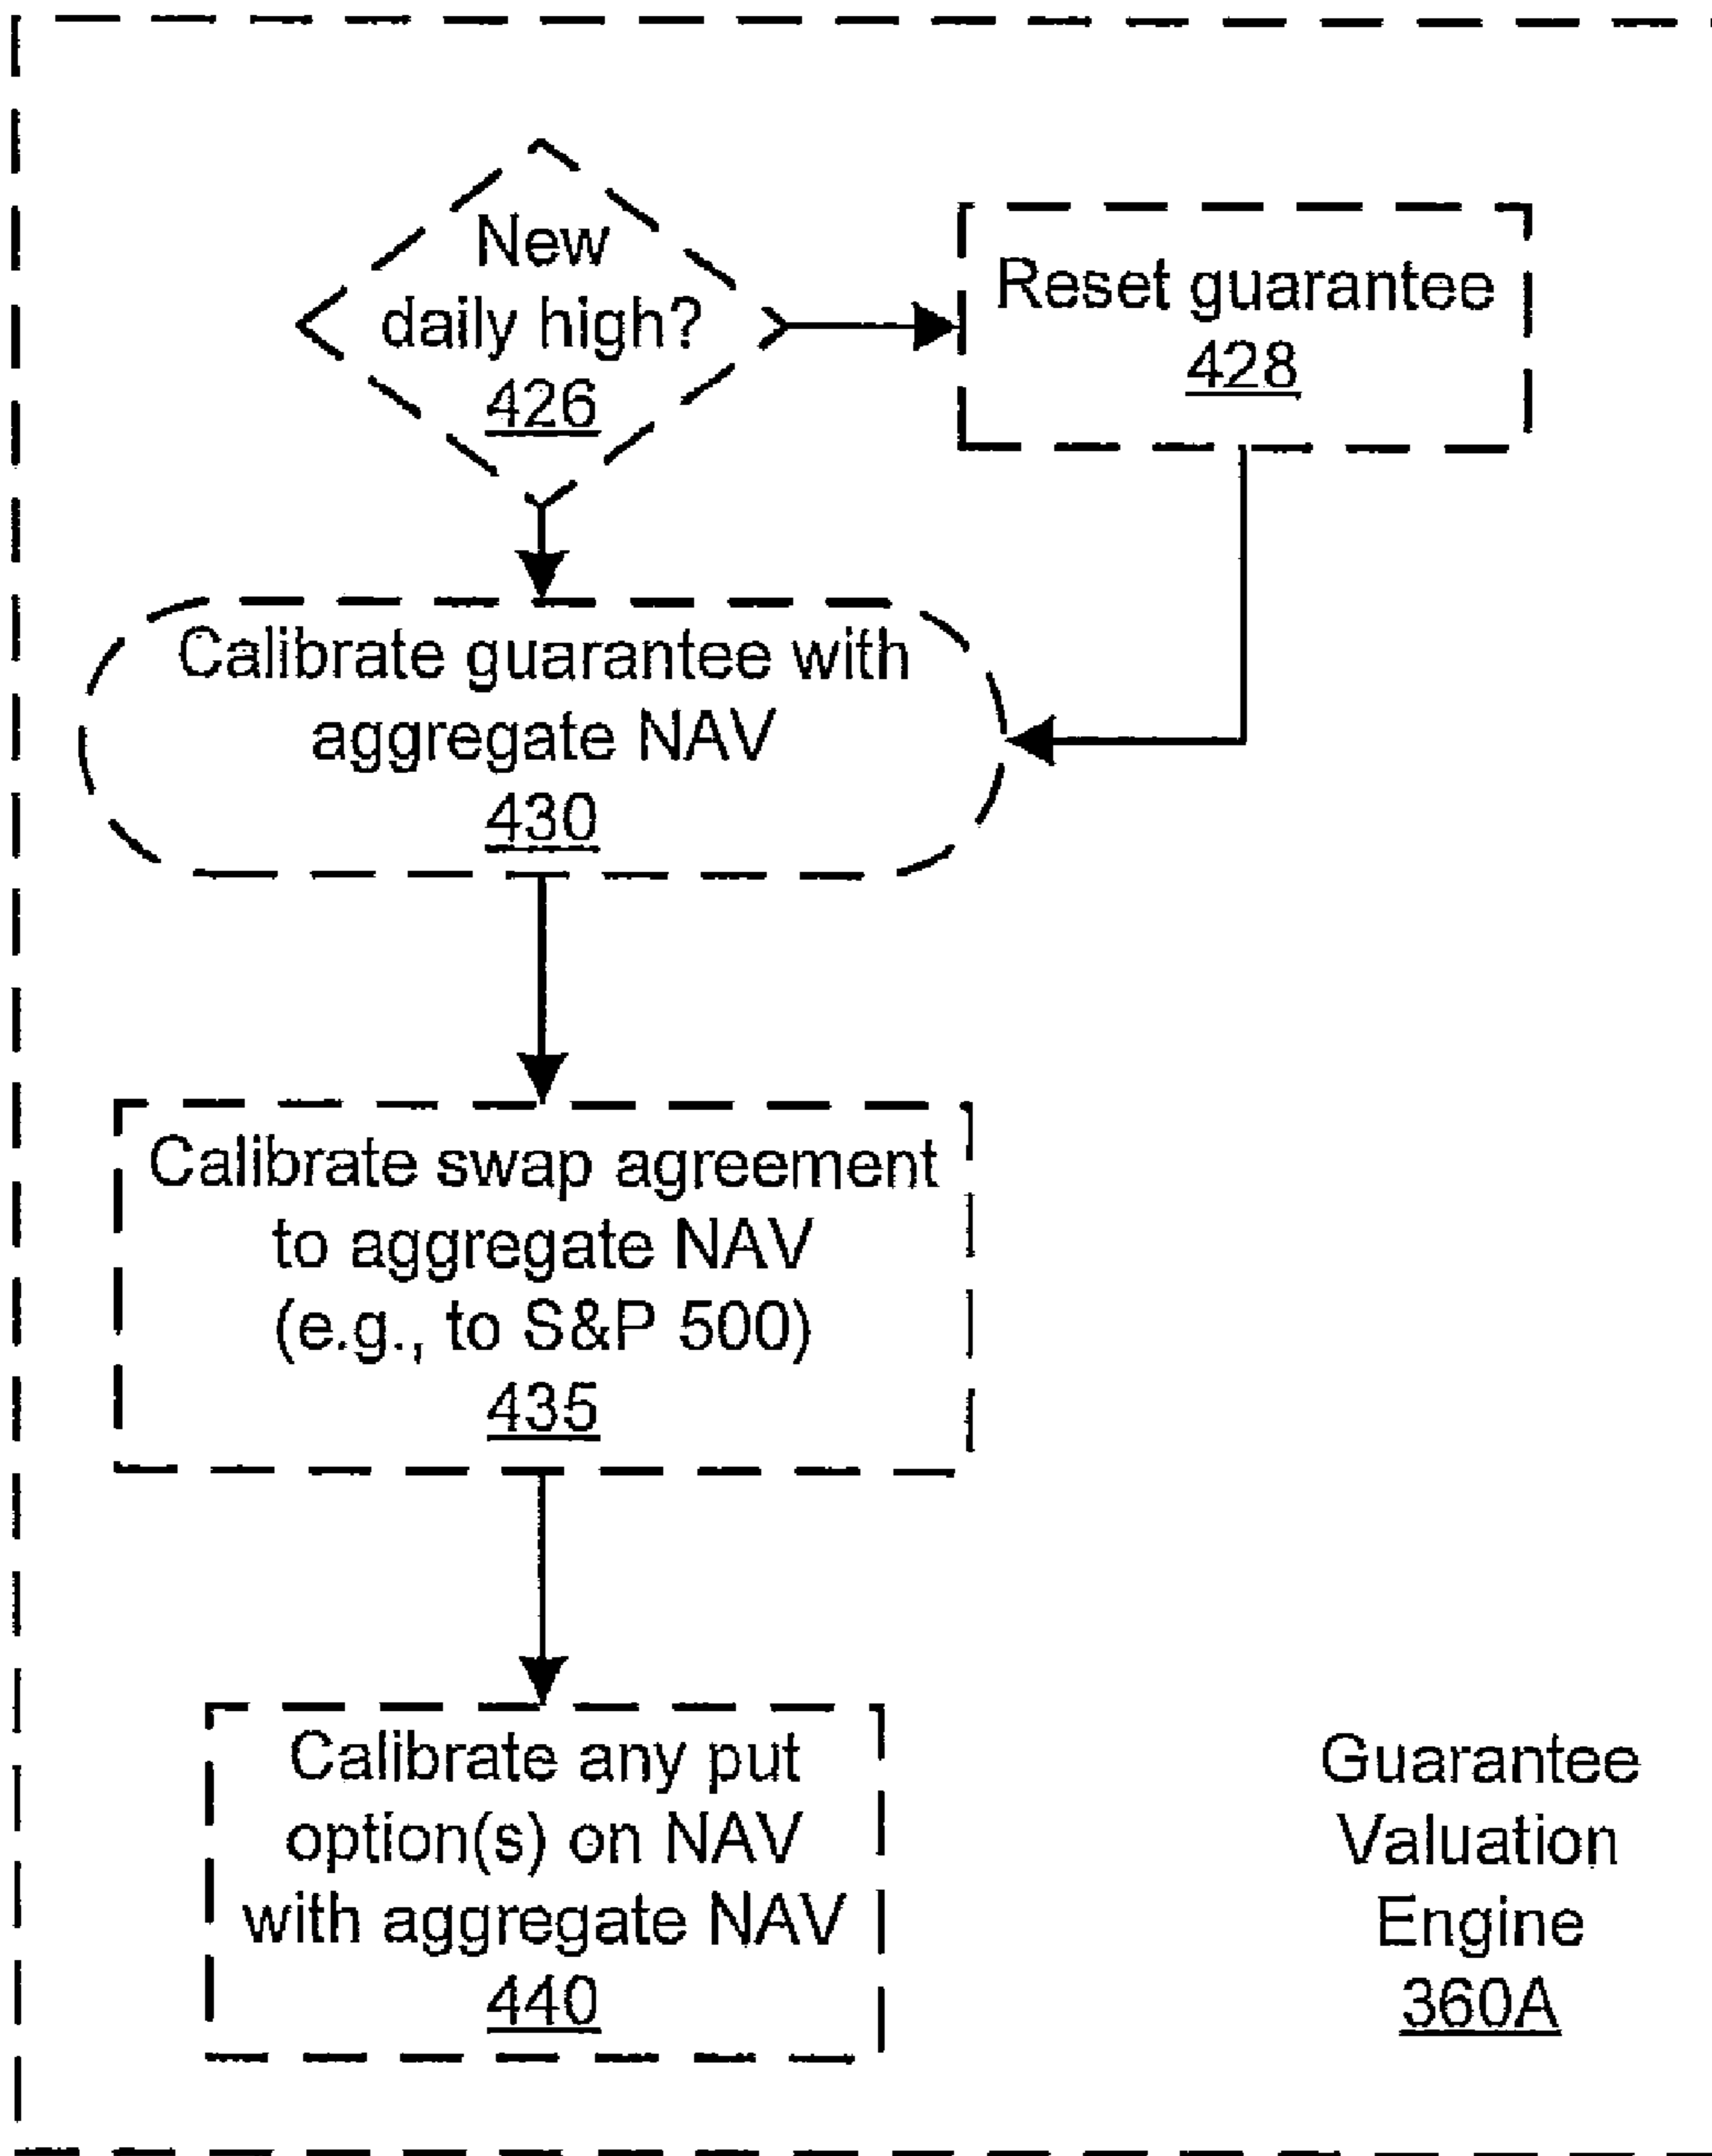 New
daily high?
426
Reset guarantee
428
Calibrate guarantee with
aggregate NAV
430
Calibrate swap agreement
to aggregate NAV
(e.g., to S&P 500)
435
Calibrate any put
option(s) on NAV
with aggregate NAV
440
Guarantee
Valuation
Engine
360A